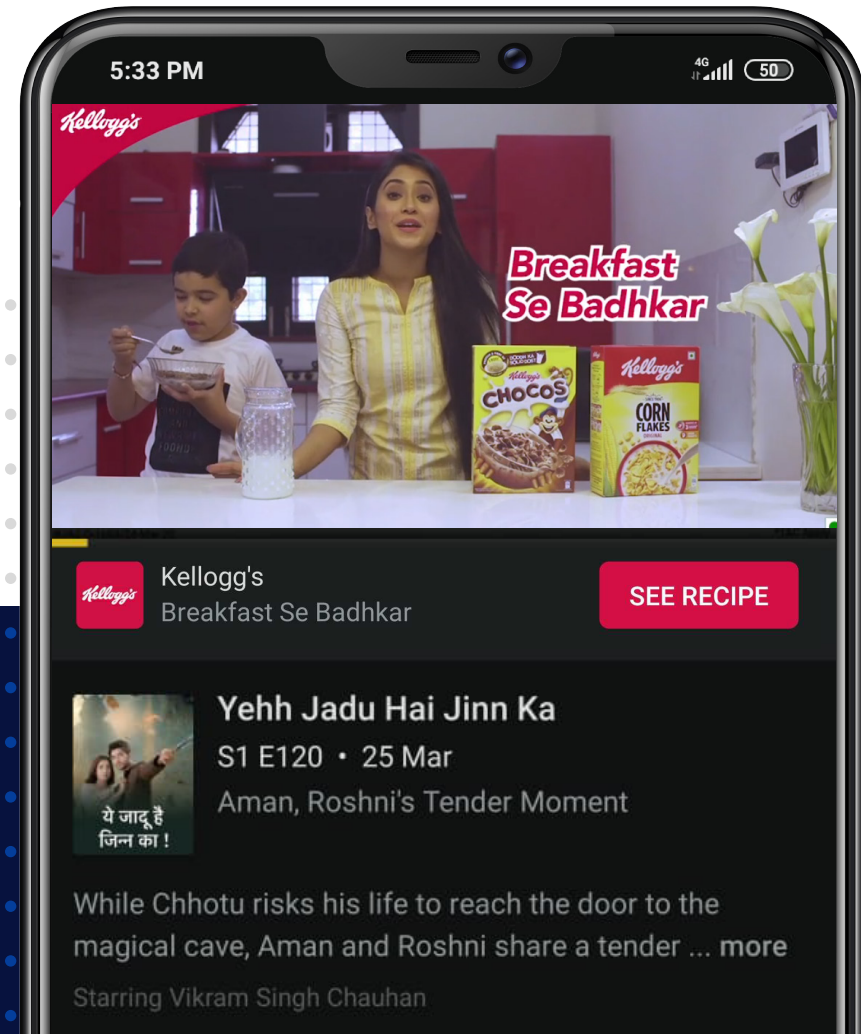 5:33 PM
4G
50
Kellogg's
Breakfast
Se Badhkar
Kellogg's
CHOCOS
Kellogg's
CORN
FLAKES
ORIGINAL
Kellogg's
Kellogg's
Breakfast Se Badhkar
SEE RECIPE
Yehh Jadu Hai Jinn Ka
S1 E120 • 25 Mar
Aman, Roshni's Tender Moment
ये जादू है
जिन्न का !
While Chhotu risks his life to reach the door to the
magical cave, Aman and Roshni share a tender ... more
Starring Vikram Singh Chauhan